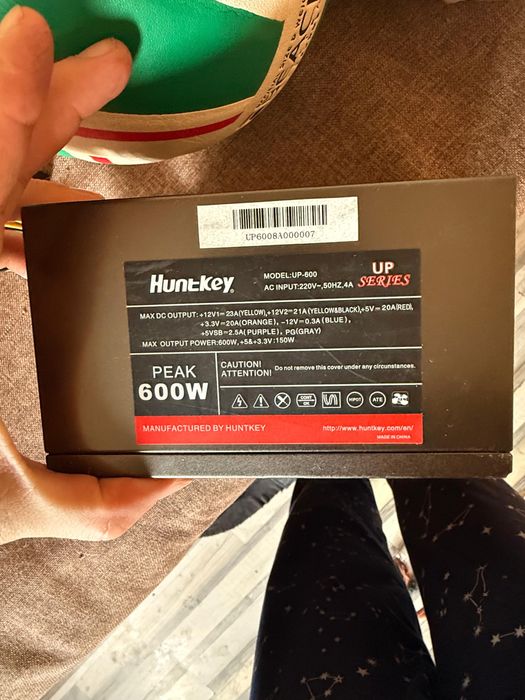 UP6008A000007
Huntkey
MODEL:UP-600
AC INPUT:220V~,50HZ,4A
UP
SERIES
MAX DC OUTPUT: +12V1= 23A(YELLOW),+12V2=21A(YELLOW&BLACK),+5V=20A(RED),
+3.3V=20A(ORANGE), -12V=0.3A(BLUE),
+5VSB=2.5A(PURPLE), PG(GRAY)
MAX OUTPUT POWER:600W, +5&+3.3V:150W
PEAK
600W
CAUTION!
ATTENTION!
Do not remove this cover under any circumstances.
HIPOT
ATE
MANUFACTURED BY HUNTKEY
http://www.huntkey.com/en/
MADE IN CHINA